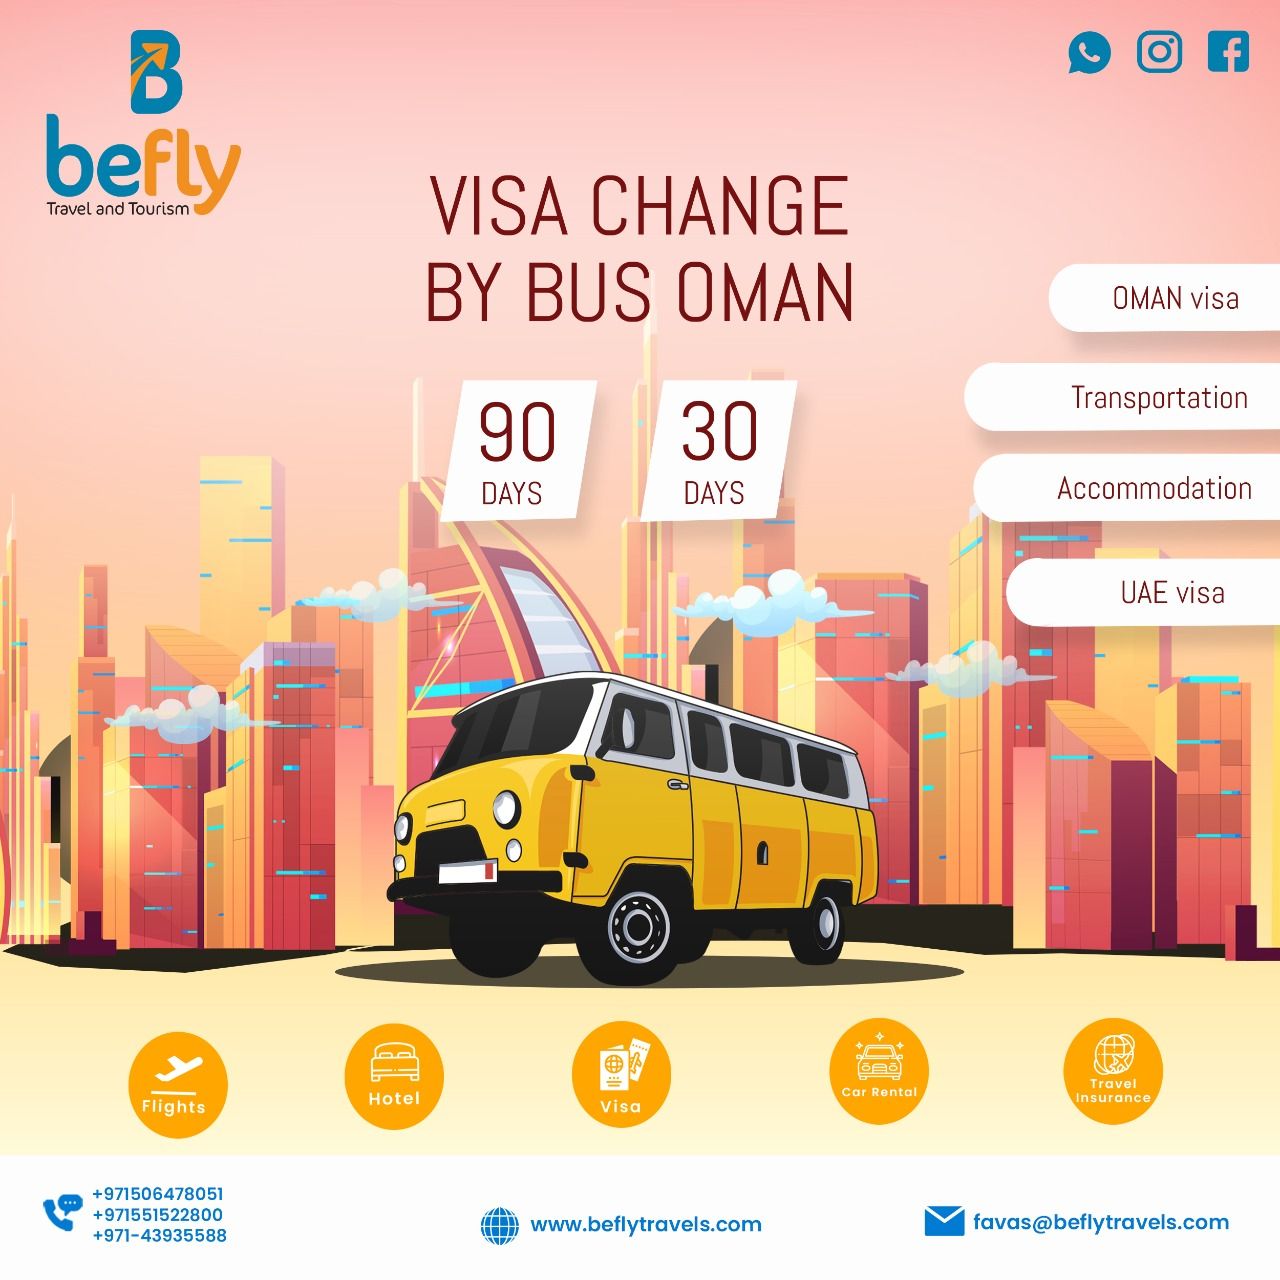 B
befly
Travel and Tourism
VISA CHANGE
BY BUS OMAN
90
DAYS
30
DAYS
OMAN visa
Transportation
Accommodation
UAE visa
Flights
Hotel
Visa
Car Rental
Travel
Insurance
+971506478051
+971551522800
+971-43935588
www.beflytravels.com
favas@beflytravels.com